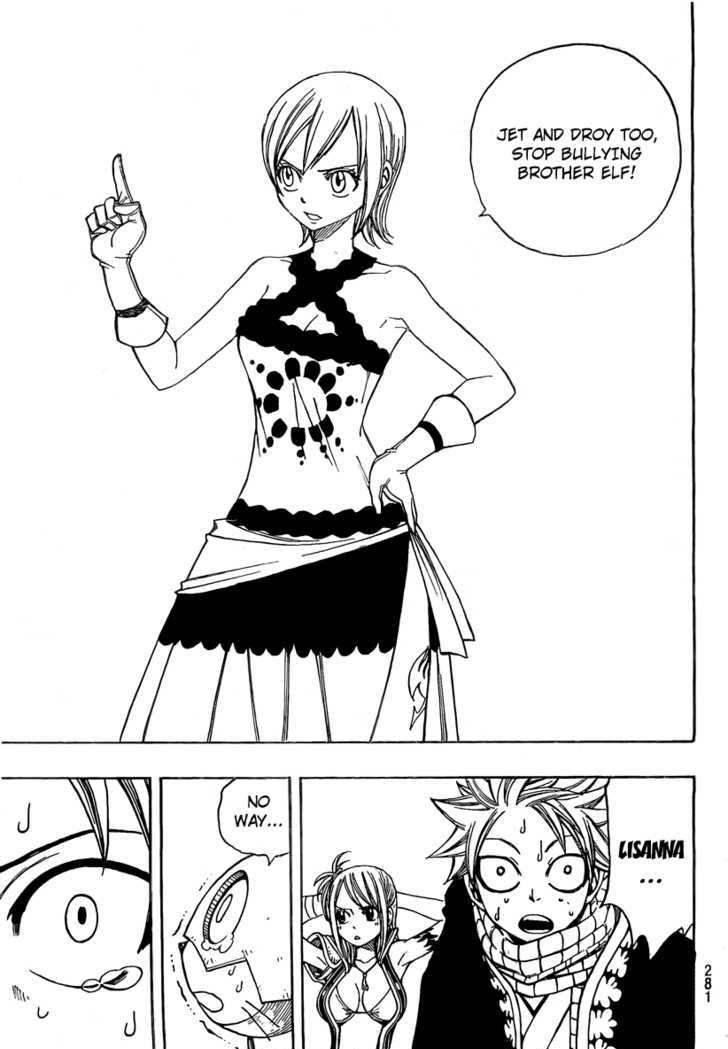 JET AND DROY TOO,
STOP BULLYING
BROTHER ELF!
NO
WAY...
LISANNA
...
281